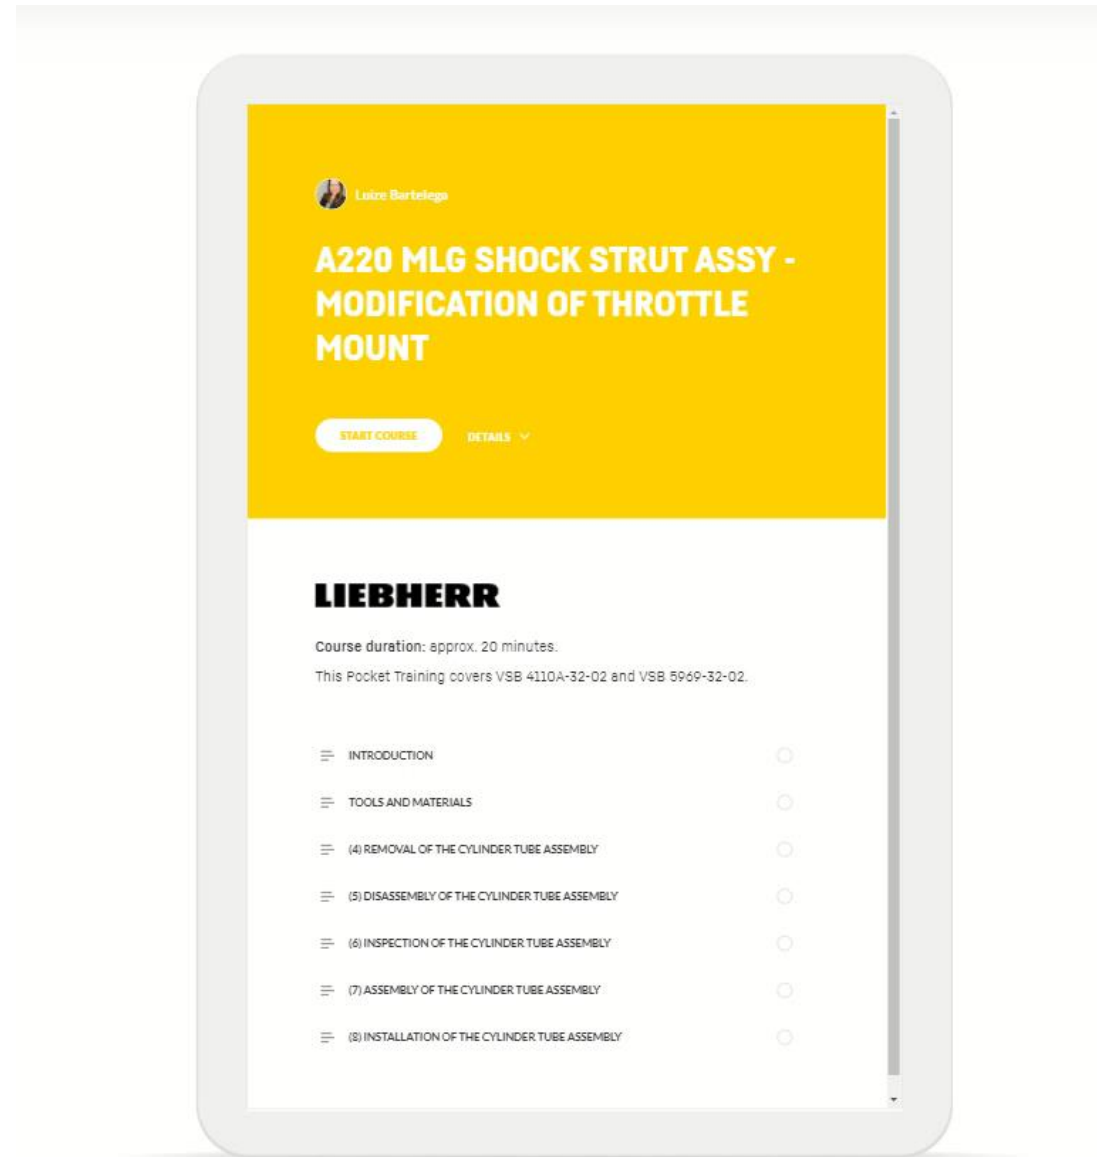 Luize Bartelega
A220 MLG SHOCK STRUT ASSY -
MODIFICATION OF THROTTLE
MOUNT
START COURSE
DETAILS
LIEBHERR
Course duration: approx. 20 minutes.
This Pocket Training covers VSB 4110A-32-02 and VSB 5969-32-02.
INTRODUCTION
TOOLS AND MATERIALS
(4) REMOVAL OF THE CYLINDER TUBE ASSEMBLY
(5) DISASSEMBLY OF THE CYLINDER TUBE ASSEMBLY
(6) INSPECTION OF THE CYLINDER TUBE ASSEMBLY
(7) ASSEMBLY OF THE CYLINDER TUBE ASSEMBLY
(8) INSTALLATION OF THE CYLINDER TUBE ASSEMBLY